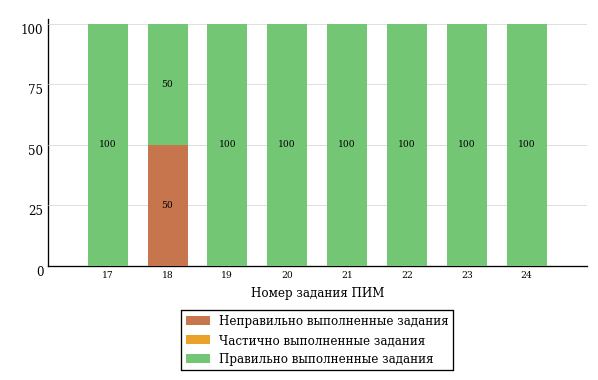 100
75
50
25
0
50
100 100 100 100 100 100 100
50
17 18 19 20 21 22 23 24
Номер задания ПИМ
Неправильно выполненные задания
Частично выполненные задания
Правильно выполненные задания